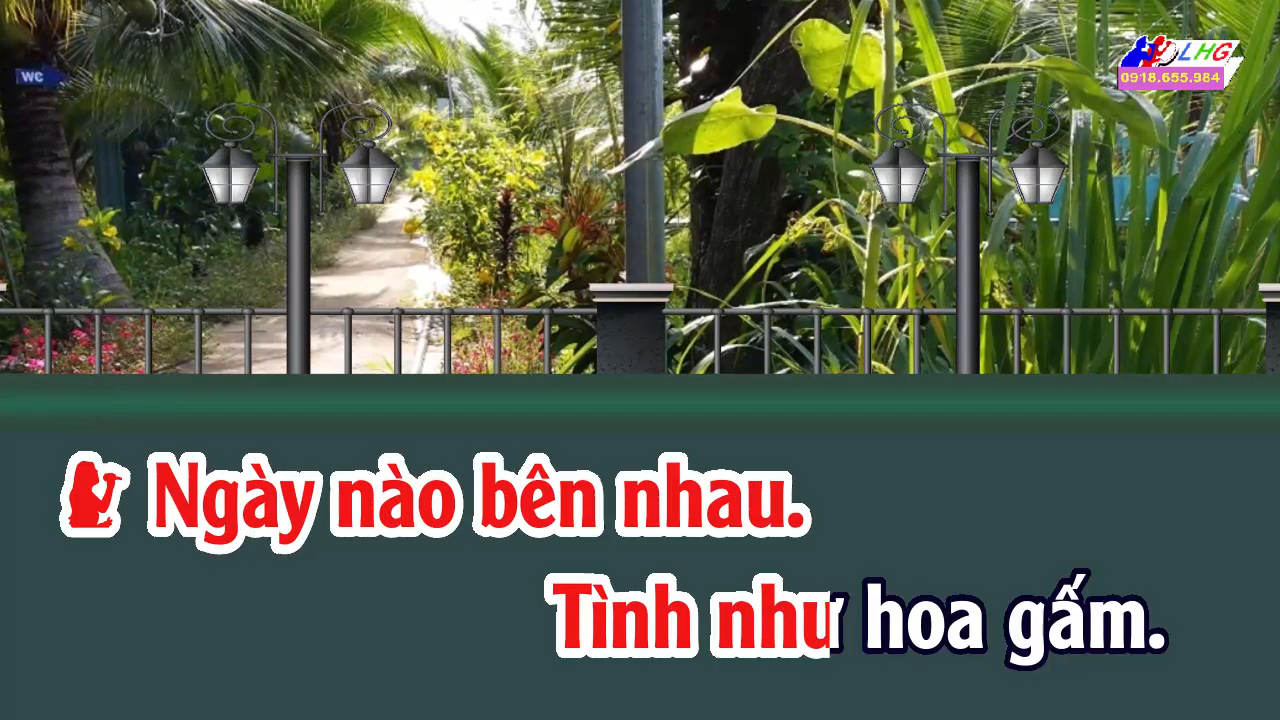 WC
LHG
0918.655.984
Ngày nào bên nhau.
Tình như hoa gấm.